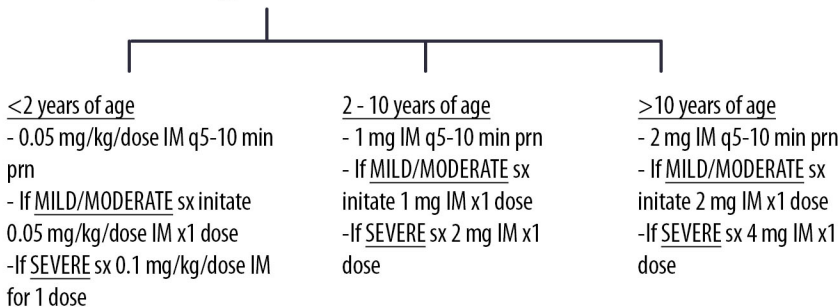 <2 years of age
- 0.05 mg/kg/dose IM q5-10 min
prn
- If MILD/MODERATE sx initate
0.05 mg/kg/dose IM x1 dose
-If SEVERE sx 0.1 mg/kg/dose IM
for 1 dose
2 - 10 years of age
- 1 mg IM q5-10 min prn
- If MILD/MODERATE sx
initate 1 mg IM x1 dose
-If SEVERE sx 2 mg IM x1
dose
>10 years of age
- 2 mg IM q5-10 min prn
- If MILD/MODERATE sx
initate 2 mg IM x1 dose
-If SEVERE sx 4 mg IM x1
dose